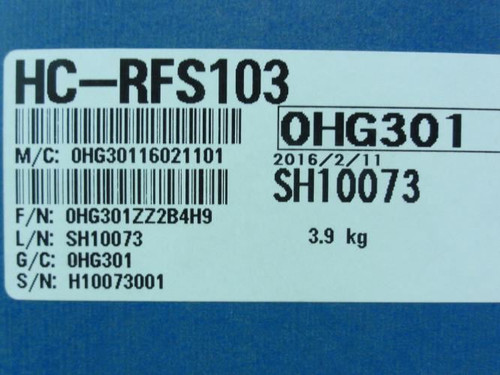 HC-RFS103
0HG301
M/C: 0HG30116021101
2016/2/11
SH10073
F/N: 0HG301ZZ2B4H9
L/N: SH10073
3.9 kg
G/C: 0HG301
S/N: H10073001